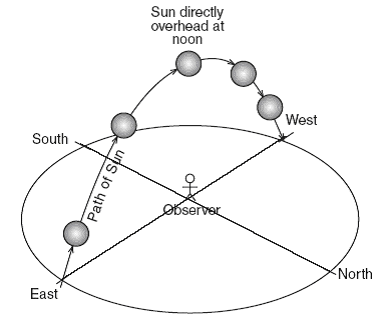 Sun directly
overhead at
noon
West
South
Path of Sun
Observer
North
East